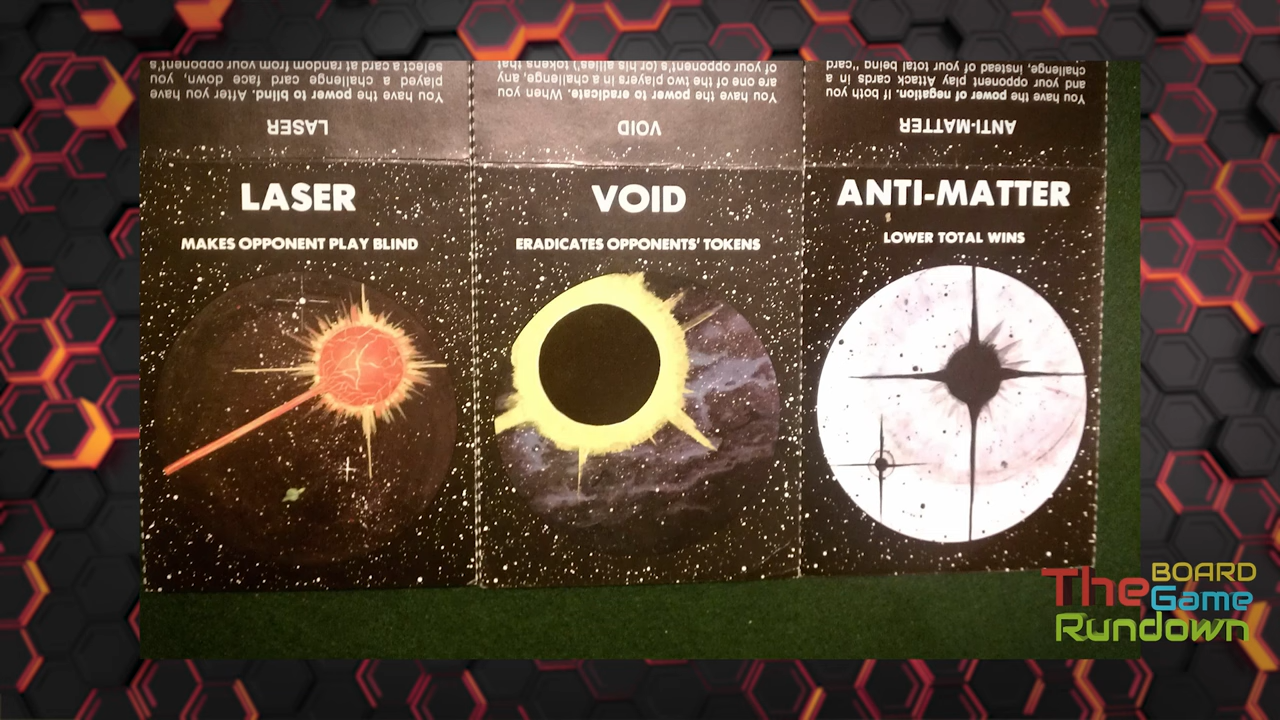 LASER
You have the power to blind. After you have
played a challenge card face down, you
select a card at random from your opponent's
VOID
You have the power to eradicate. When you
are one of the two players in a challenge, any
of your opponent's (or his allies') tokens that
ANTI-MATTER
You have the power of negation. If both you
and your opponent play Attack cards in a
challenge, instead of your total being "card
LASER
MAKES OPPONENT PLAY BLIND
VOID
ERADICATES OPPONENTS' TOKENS
ANTI-MATTER
LOWER TOTAL WINS
The BOARD
Game
Rundown